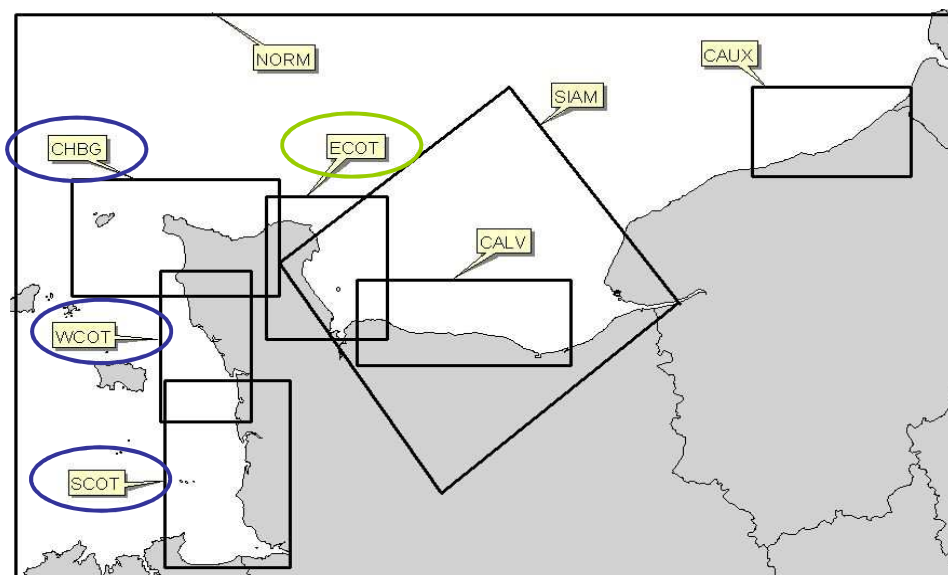 NORM
CAUX
SIAM
CHBG
ECOT
CALV
WCOT
SCOT